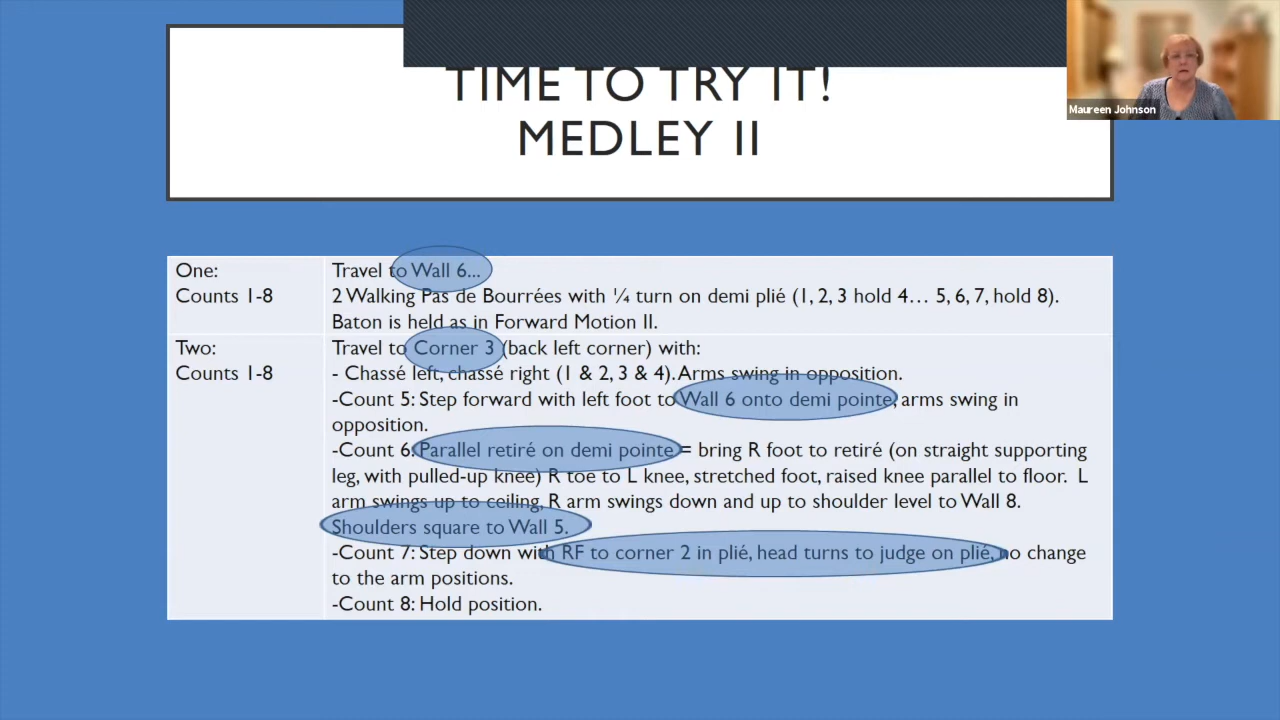 TIME TO TRY IT!
MEDLEY II
Maureen Johnson
One:
Counts 1-8
Travel to Wall 6...
2 Walking Pas de Bourrées with ¼ turn on demi plié (1, 2, 3 hold 4… 5, 6, 7, hold 8).
Baton is held as in Forward Motion II.
Two:
Counts 1-8
Travel to Corner 3 (back left corner) with:
- Chassé left, chassé right (1 & 2, 3 & 4). Arms swing in opposition.
-Count 5: Step forward with left foot to Wall 6 onto demi pointe, arms swing in
opposition.
-Count 6: Parallel retiré on demi pointe = bring R foot to retiré (on straight supporting
leg, with pulled-up knee) R toe to L knee, stretched foot, raised knee parallel to floor. L
arm swings up to ceiling, R arm swings down and up to shoulder level to Wall 8.
Shoulders square to Wall 5.
-Count 7: Step down with RF to corner 2 in plié, head turns to judge on plié, no change
to the arm positions.
-Count 8: Hold position.